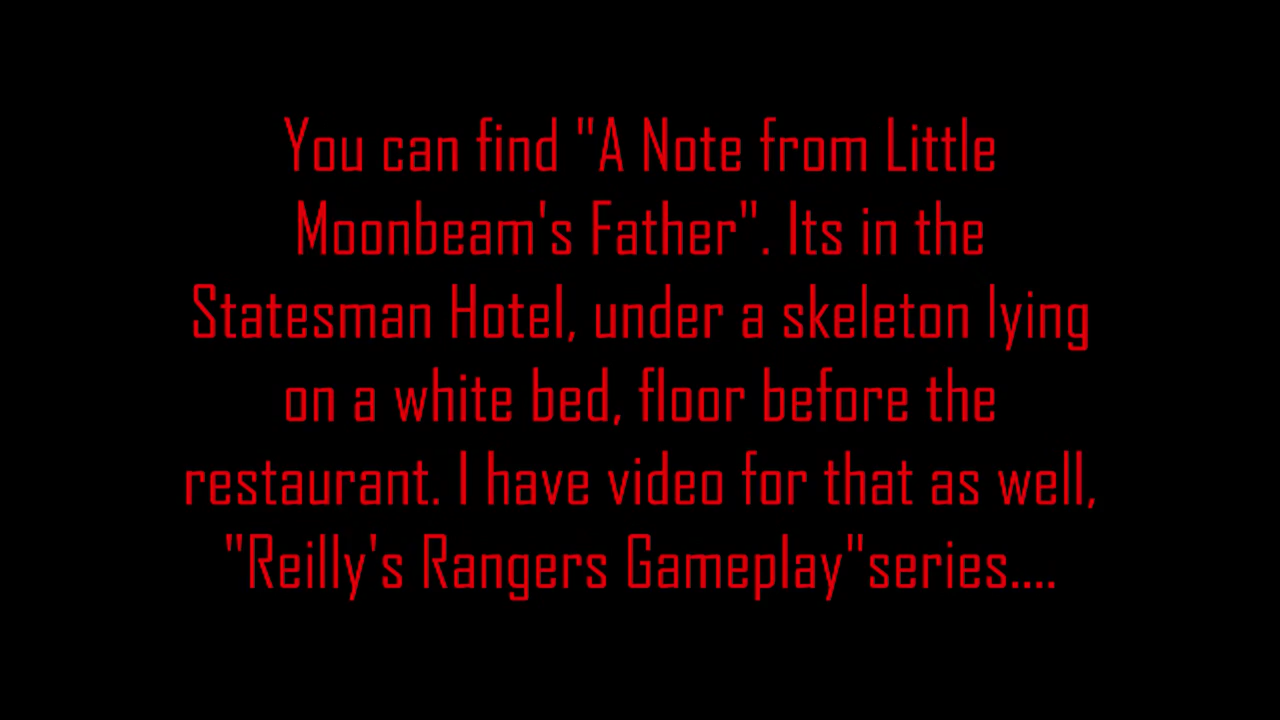 You can find "A Note from Little
Moonbeam's Father". Its in the
Statesman Hotel, under a skeleton lying
on a white bed, floor before the
restaurant. I have video for that as well,
"Reilly's Rangers Gameplay"series....